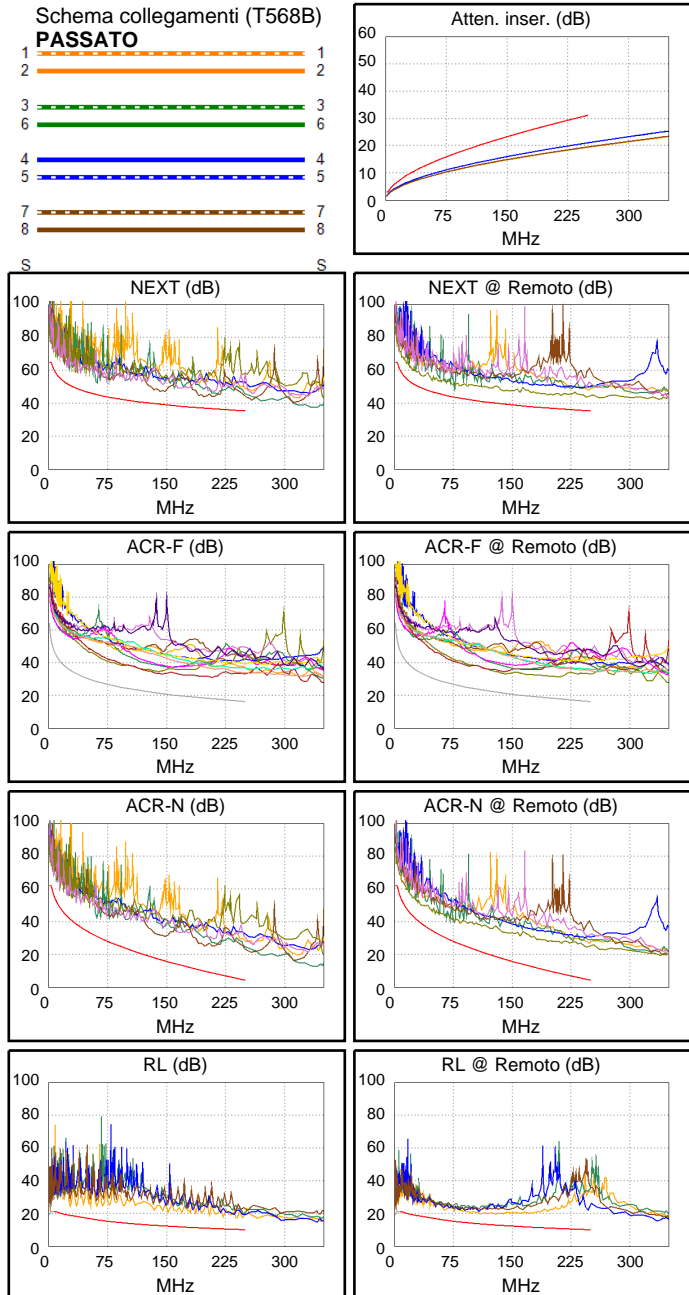 Schema collegamenti (T568B)
PASSATO
1 1
2 2
3 3
6 6
4 4
5 5
7 7
8 8
S S
Atten. inser. (dB)
60
50
40
30
20
10
0
0 75 150 225 300
MHz
NEXT (dB)
100
80
60
40
20
0
0 75 150 225 300
MHz
NEXT @ Remoto (dB)
100
80
60
40
20
0
0 75 150 225 300
MHz
ACR-F (dB)
100
80
60
40
20
0
0 75 150 225 300
MHz
ACR-F @ Remoto (dB)
100
80
60
40
20
0
0 75 150 225 300
MHz
ACR-N (dB)
100
80
60
40
20
0
0 75 150 225 300
MHz
ACR-N @ Remoto (dB)
100
80
60
40
20
0
0 75 150 225 300
MHz
RL (dB)
100
80
60
40
20
0
0 75 150 225 300
MHz
RL @ Remoto (dB)
100
80
60
40
20
0
0 75 150 225 300
MHz